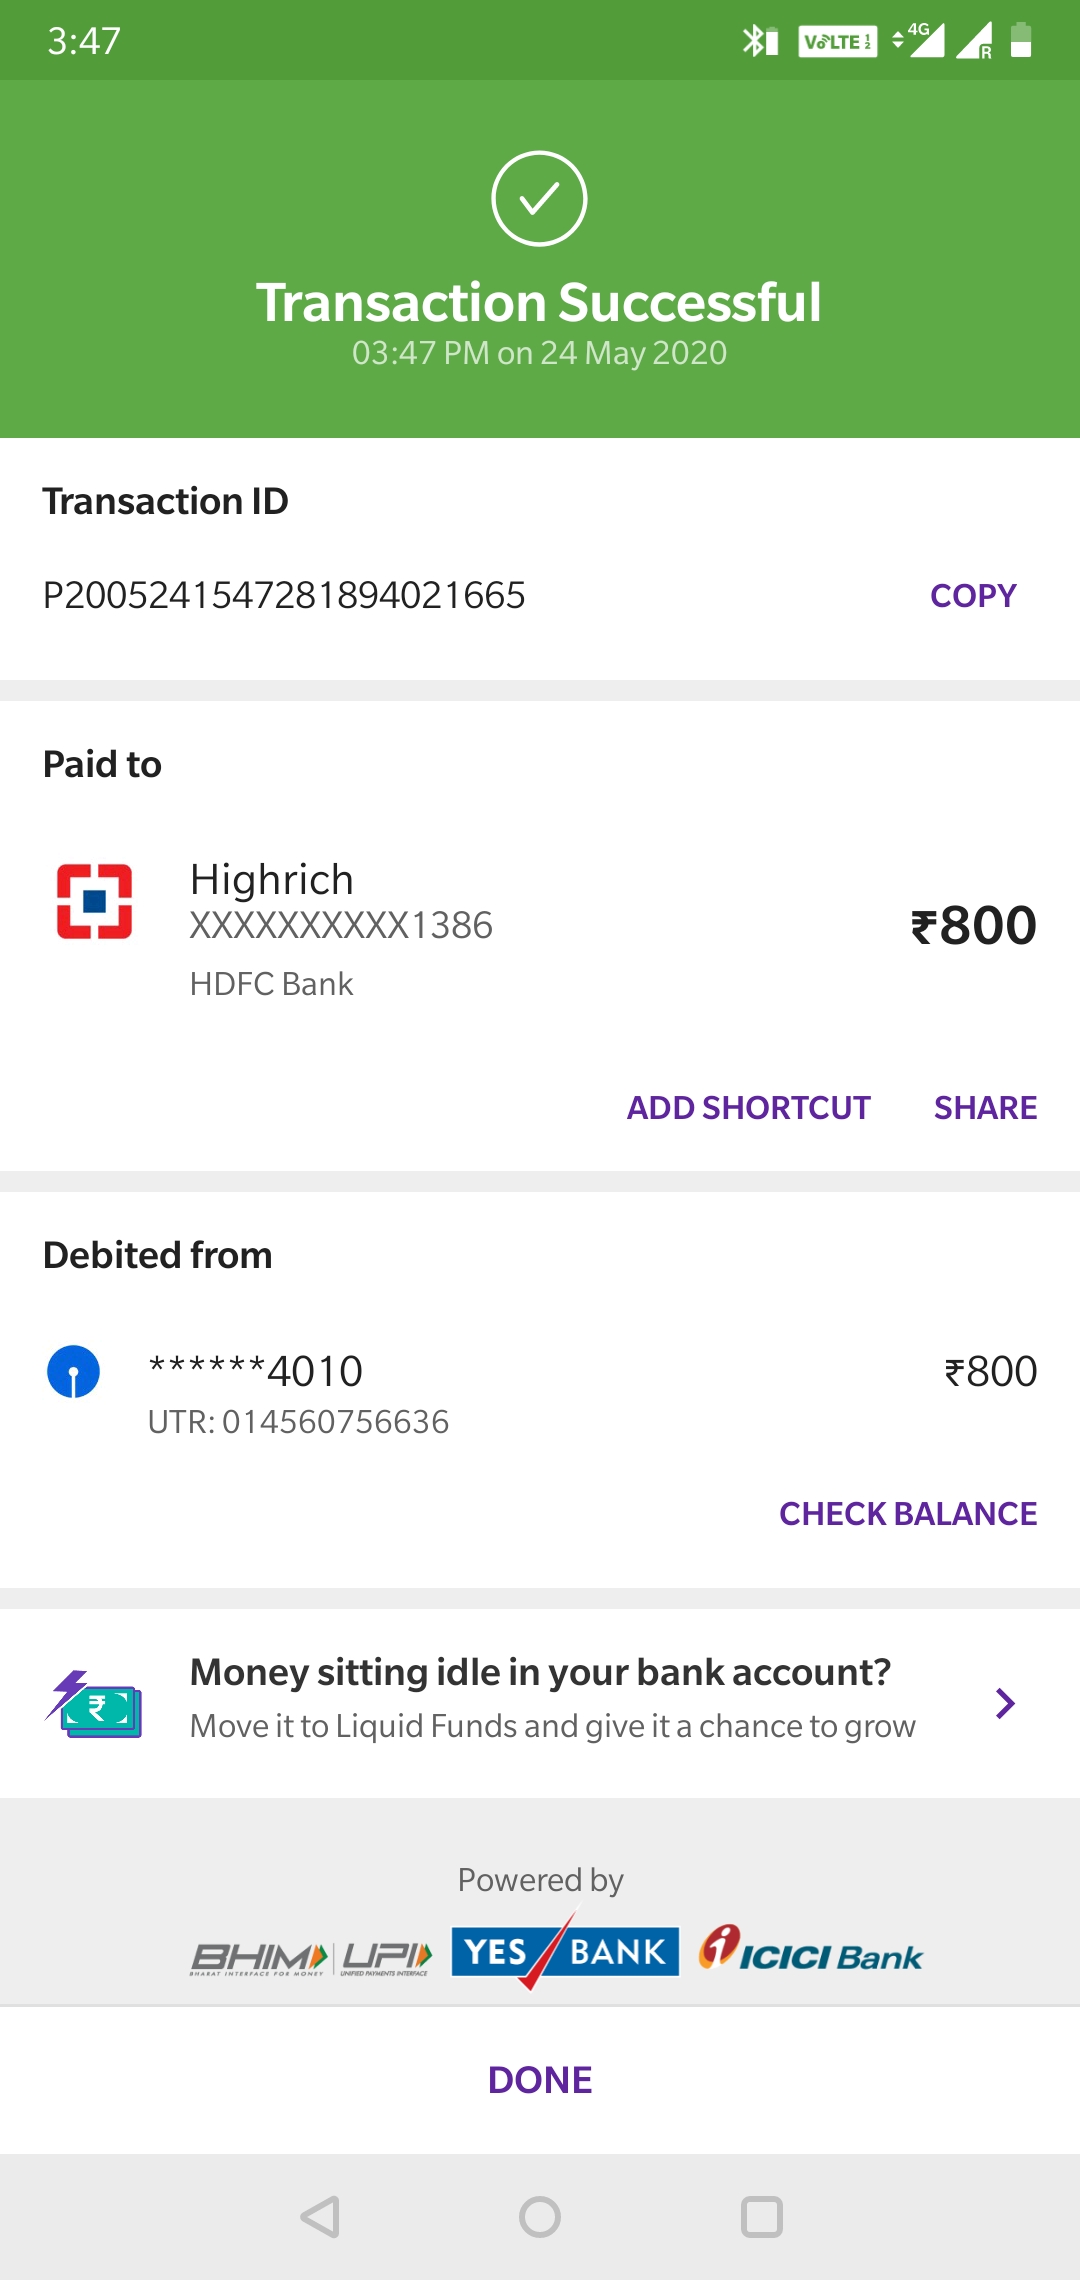 3:47
VoLTE 1 2
4G
R
Transaction Successful
03:47 PM on 24 May 2020
Transaction ID
P2005241547281894021665
COPY
Paid to
Highrich
XXXXXXXXXX1386
₹800
HDFC Bank
ADD SHORTCUT
SHARE
Debited from
******4010
₹800
UTR: 014560756636
CHECK BALANCE
₹
Money sitting idle in your bank account?
Move it to Liquid Funds and give it a chance to grow
Powered by
BHIM UPI YES BANK ICICI Bank
BHARAT INTERFACE FOR MONEY UNIFIED PAYMENTS INTERFACE
DONE